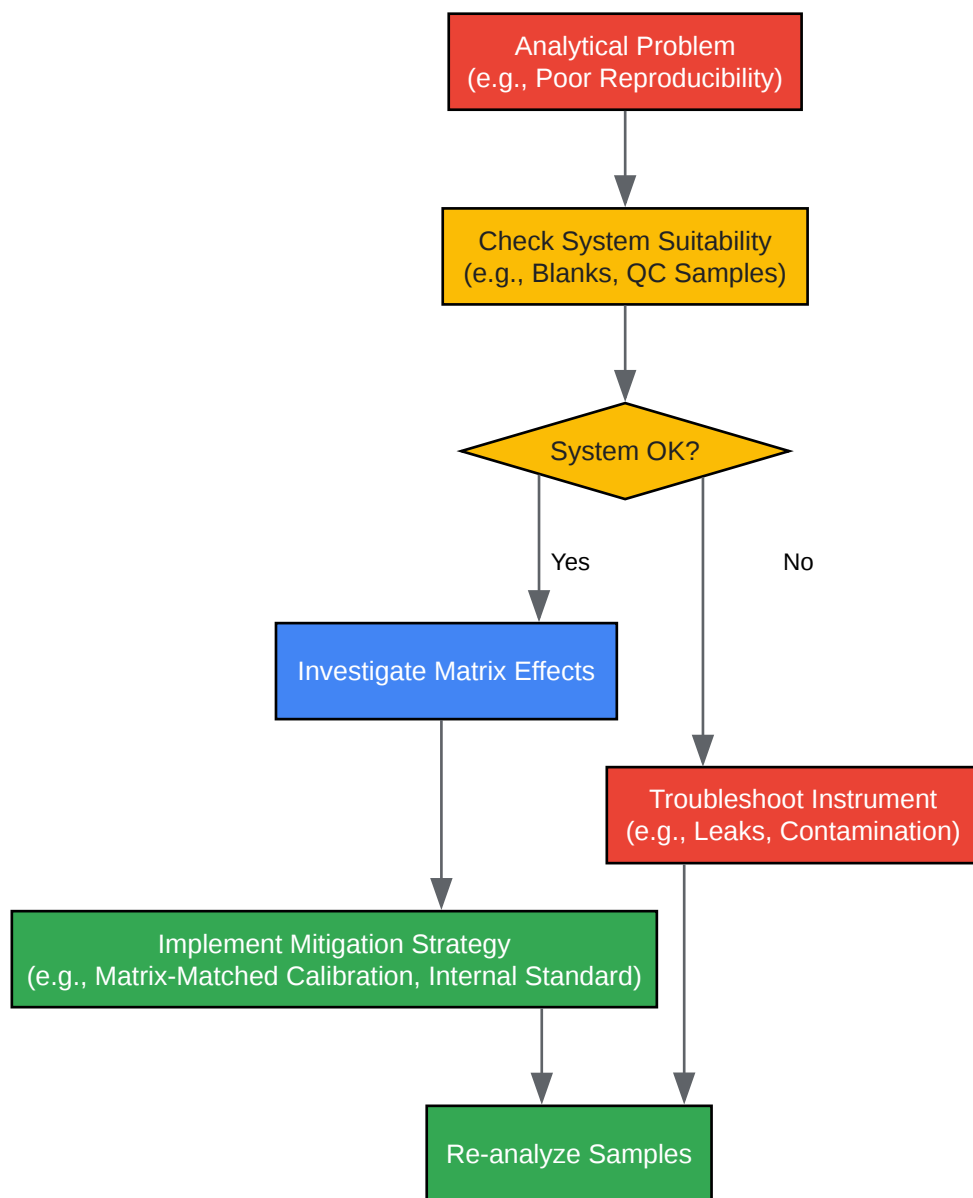 Analytical Problem
(e.g., Poor Reproducibility)
Check System Suitability
(e.g., Blanks, QC Samples)
System OK?
Yes
No
Investigate Matrix Effects
Troubleshoot Instrument
(e.g., Leaks, Contamination)
Implement Mitigation Strategy
(e.g., Matrix-Matched Calibration, Internal Standard)
Re-analyze Samples